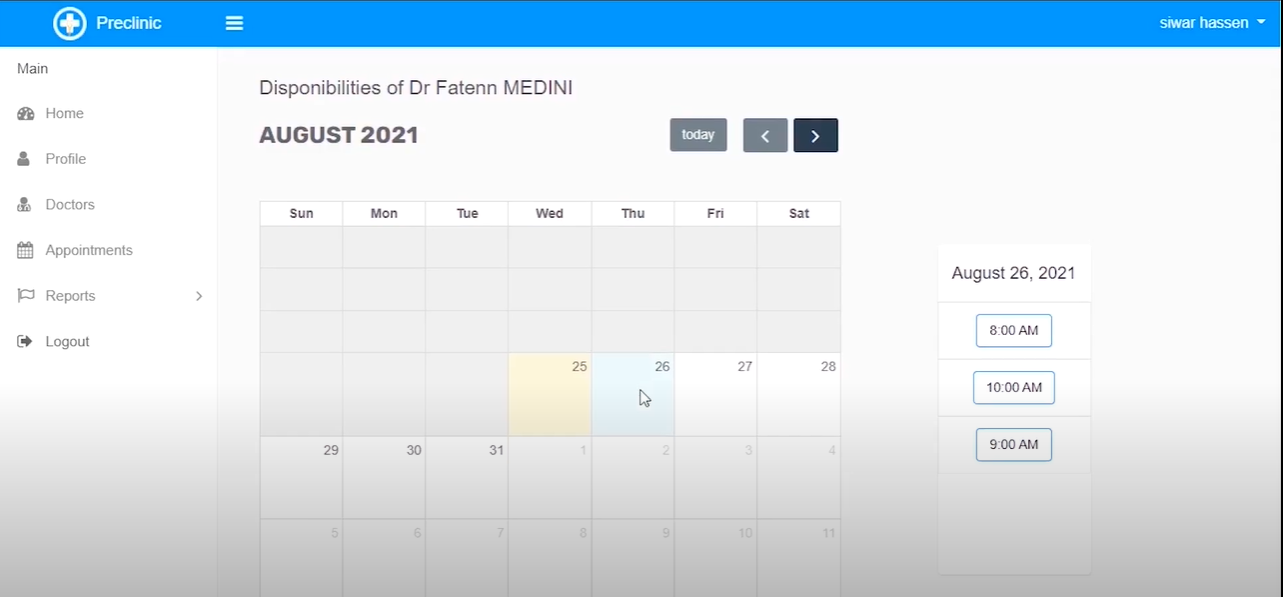 Preclinic
siwar hassen
Main
Home
Profile
Doctors
Appointments
Reports
Logout
Disponibilities of Dr Fatenn MEDINI
AUGUST 2021
today
Sun Mon Tue Wed Thu Fri Sat
25 26 27 28
29 30 31 1 2 3 4
5 6 7 8 9 10 11
August 26, 2021
8:00 AM
10:00 AM
9:00 AM